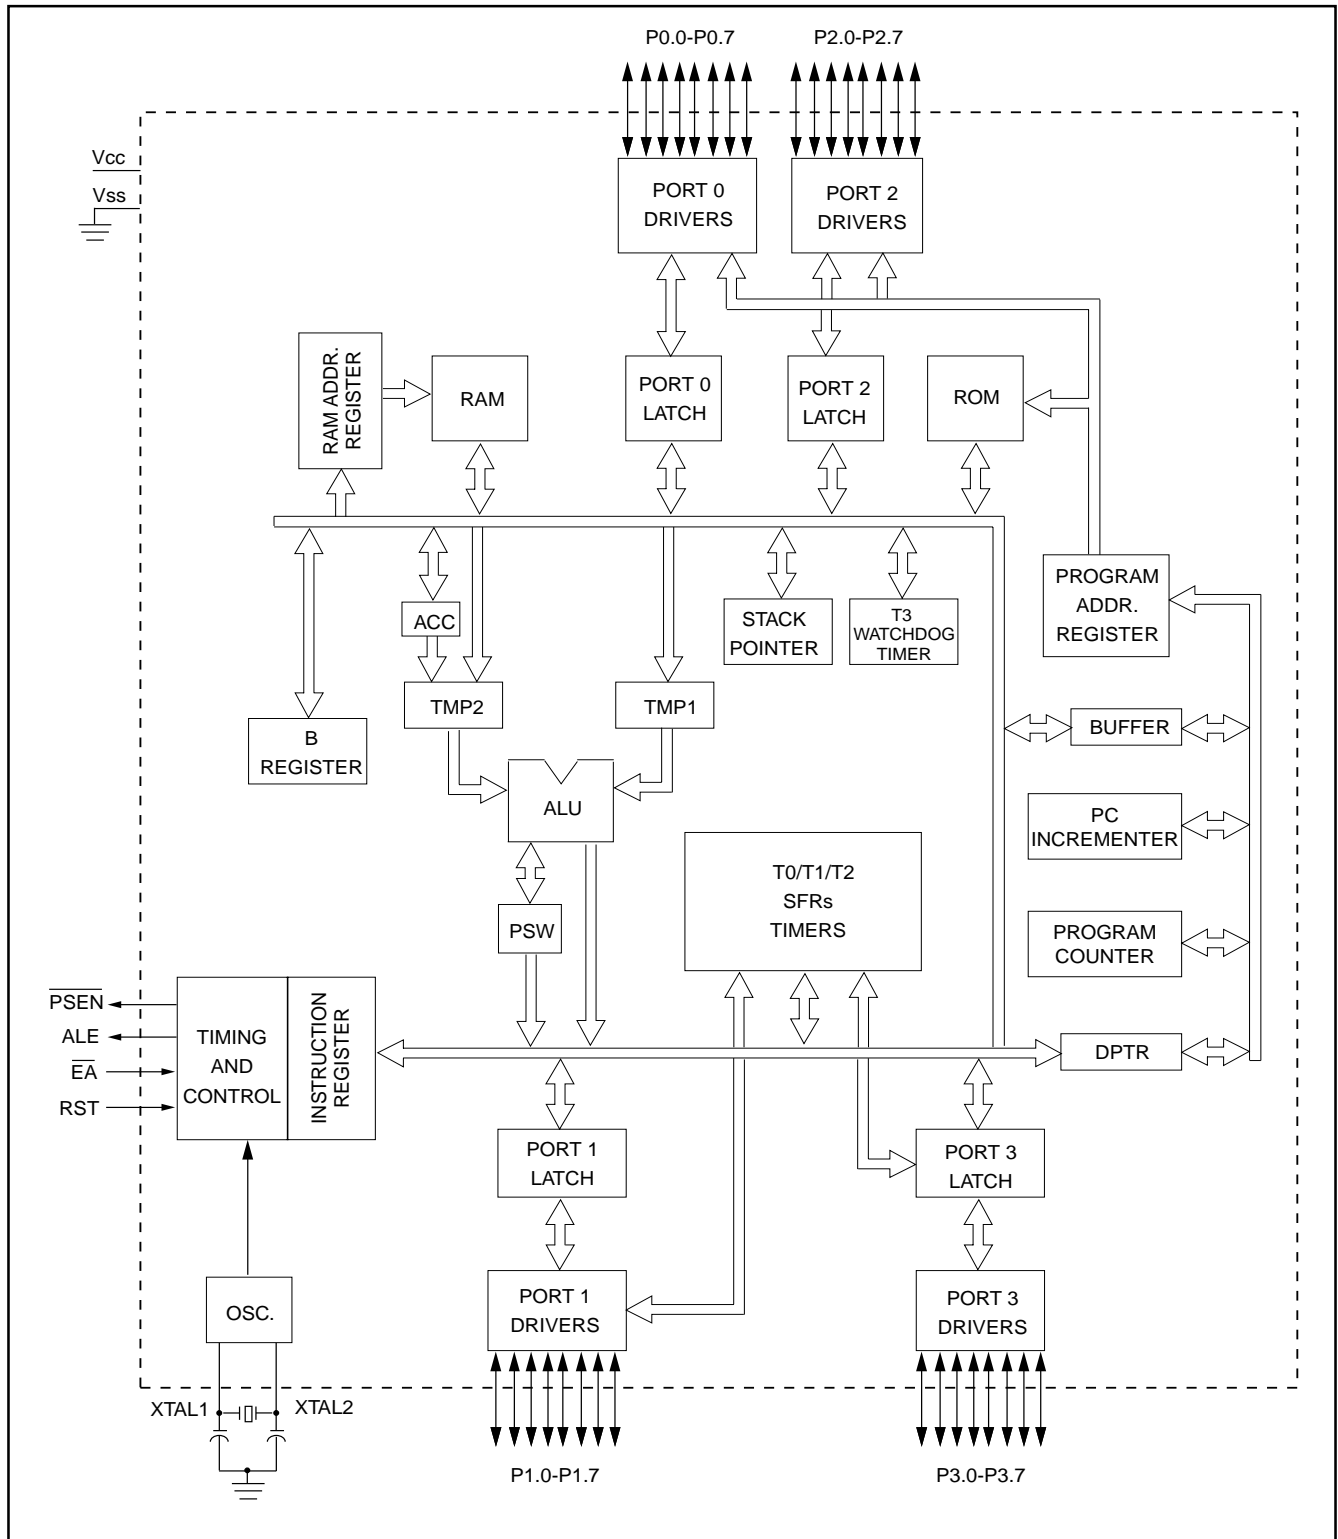 P0.0-P0.7
P2.0-P2.7
Vcc
Vss
PORT 0
DRIVERS
PORT 2
DRIVERS
RAM ADDR.
REGISTER
RAM
PORT 0
LATCH
PORT 2
LATCH
ROM
ACC
STACK
POINTER
T3
WATCHDOG
TIMER
PROGRAM
ADDR.
REGISTER
TMP2
TMP1
B
REGISTER
BUFFER
ALU
PC
INCREMENTER
T0/T1/T2
SFRs
TIMERS
PSW
PROGRAM
COUNTER
PSEN
ALE
EA
RST
TIMING
AND
CONTROL
INSTRUCTION
REGISTER
DPTR
PORT 1
LATCH
PORT 3
LATCH
OSC.
PORT 1
DRIVERS
PORT 3
DRIVERS
XTAL1
XTAL2
P1.0-P1.7
P3.0-P3.7